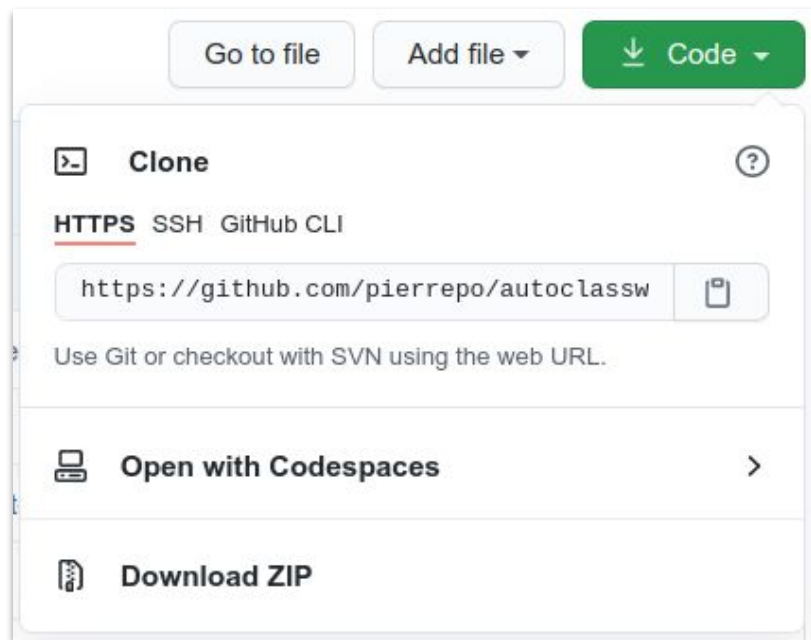 Go to file Add file Code
Clone
HTTPS SSH GitHub CLI
https://github.com/pierrepo/autoclassw
Use Git or checkout with SVN using the web URL.
Open with Codespaces
Download ZIP